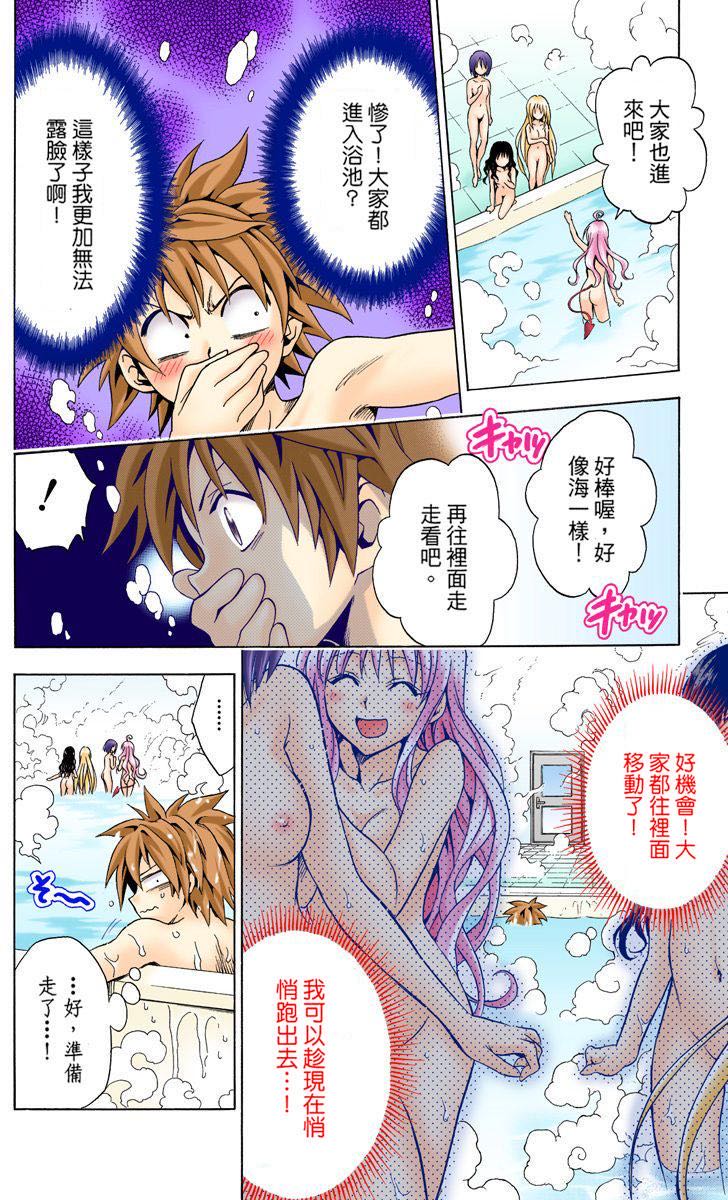 大家也進
來吧！
慘了！大家都
進入浴池？
這樣子我更加無法
露臉了啊！
キャハッ
好棒喔，好
像海一樣！
キャハッ
再往裡面走
走看吧。
！
好機會！大
家都往裡面
移動了！
我可以趁現在悄
悄跑出去…！
……
そ～
…好，準備
走了…！